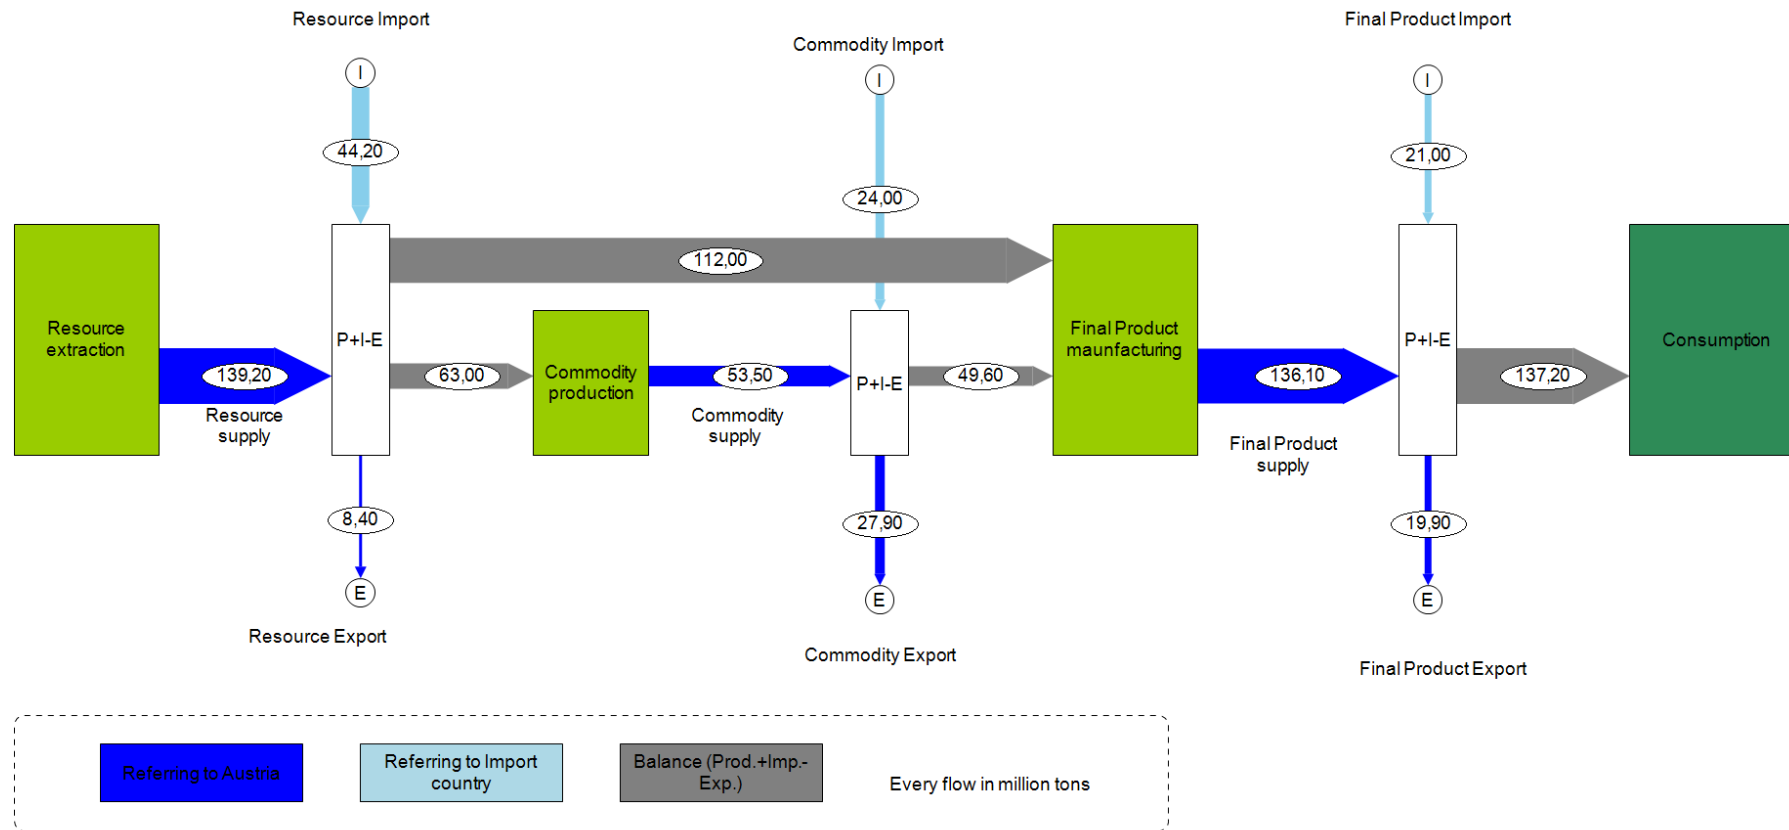 Resource Import
Commodity Import
Final Product Import
I
I
I
44,20
24,00
21,00
112,00
Resource
extraction
139,20
Resource
supply
P+I-E
63,00
Commodity
production
53,50
Commodity
supply
P+I-E
49,60
Final Product
maunfacturing
136,10
Final Product
supply
P+I-E
137,20
Consumption
8,40
27,90
19,90
E
E
E
Resource Export
Commodity Export
Final Product Export
Referring to Austria
Referring to Import
country
Balance (Prod.+Imp.-
Exp.)
Every flow in million tons